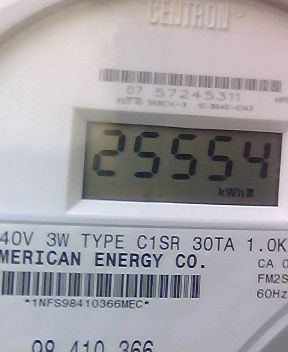 CENTRON®
07 57245311
25554
kWh
40V 3W TYPE C1SR 30TA 1.0K
MERICAN ENERGY CO.
CA 0
FM2S
*1NFS98410366MEC*
60Hz
98 410 366